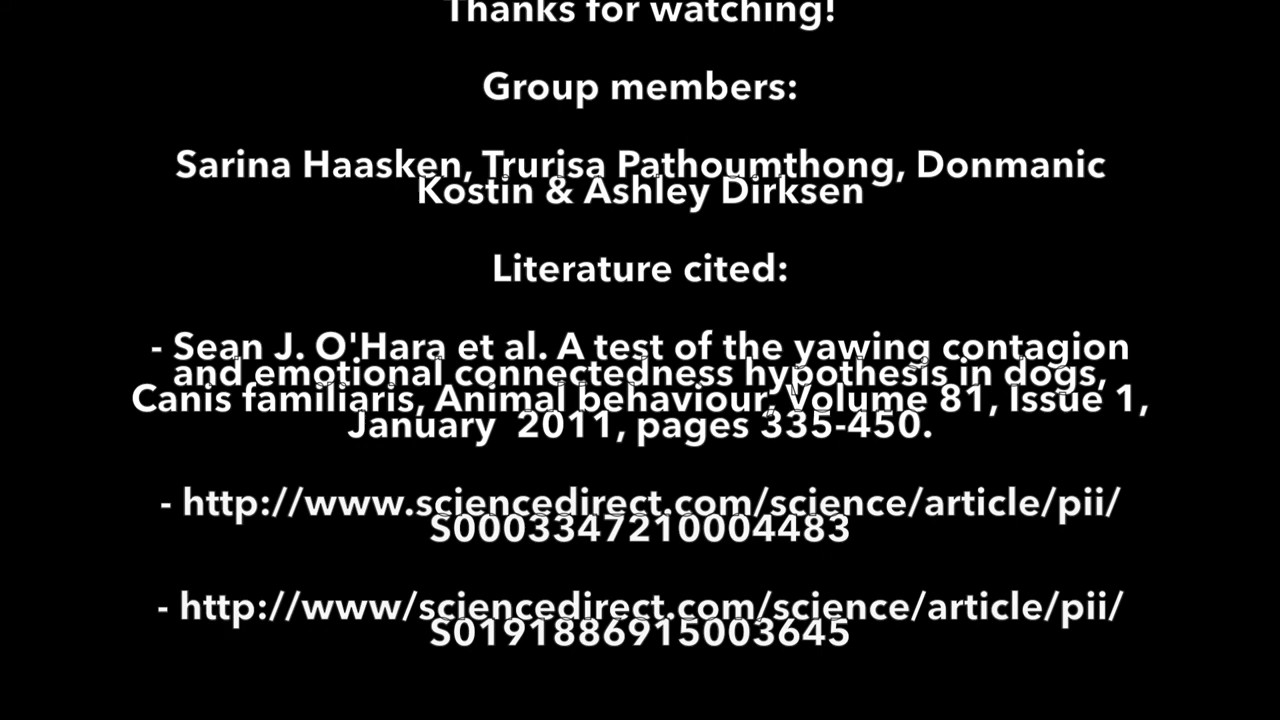 Thanks for watching!
Group members:
Sarina Haasken, Trurisa Pathoumthong, Donmanic
Kostin & Ashley Dirksen
Literature cited:
- Sean J. O'Hara et al. A test of the yawing contagion
and emotional connectedness hypothesis in dogs,
Canis familiaris, Animal behaviour, Volume 81, Issue 1,
January  2011, pages 335-450.
- http://www.sciencedirect.com/science/article/pii/
S0003347210004483
- http://www/sciencedirect.com/science/article/pii/
S0191886915003645